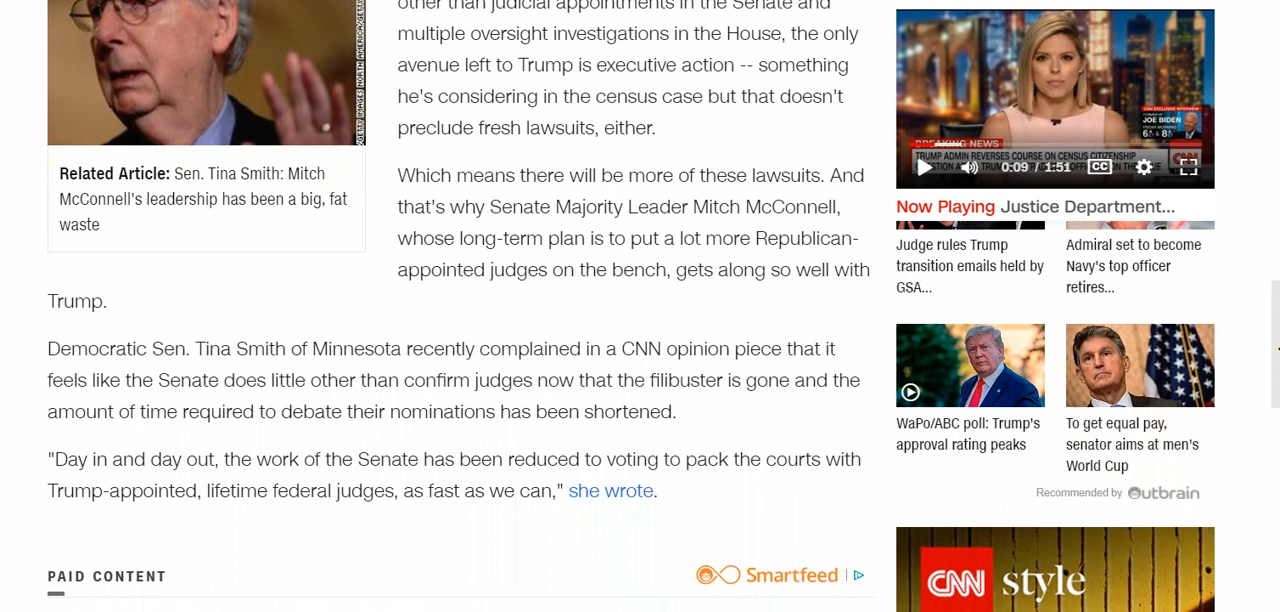 other than judicial appointments in the Senate and
multiple oversight investigations in the House, the only
avenue left to Trump is executive action -- something
he's considering in the census case but that doesn't
preclude fresh lawsuits, either.
Related Article: Sen. Tina Smith: Mitch
McConnell's leadership has been a big, fat
waste
Which means there will be more of these lawsuits. And
that's why Senate Majority Leader Mitch McConnell,
whose long-term plan is to put a lot more Republican-
appointed judges on the bench, gets along so well with
Trump.
Democratic Sen. Tina Smith of Minnesota recently complained in a CNN opinion piece that it
feels like the Senate does little other than confirm judges now that the filibuster is gone and the
amount of time required to debate their nominations has been shortened.
"Day in and day out, the work of the Senate has been reduced to voting to pack the courts with
Trump-appointed, lifetime federal judges, as fast as we can," she wrote.
PAID CONTENT
Smartfeed
CNN EXCLUSIVE INTERVIEW
JOE BIDEN
BREAKING NEWS
TRUMP ADMIN REVERSES COURSE ON CENSUS CITIZENSHIP
0:09 / 1:51 CC
Now Playing Justice Department...
Judge rules Trump
transition emails held by
GSA...
Admiral set to become
Navy's top officer
retires...
WaPo/ABC poll: Trump's
approval rating peaks
To get equal pay,
senator aims at men's
World Cup
Recommended by Outbrain
CNN style